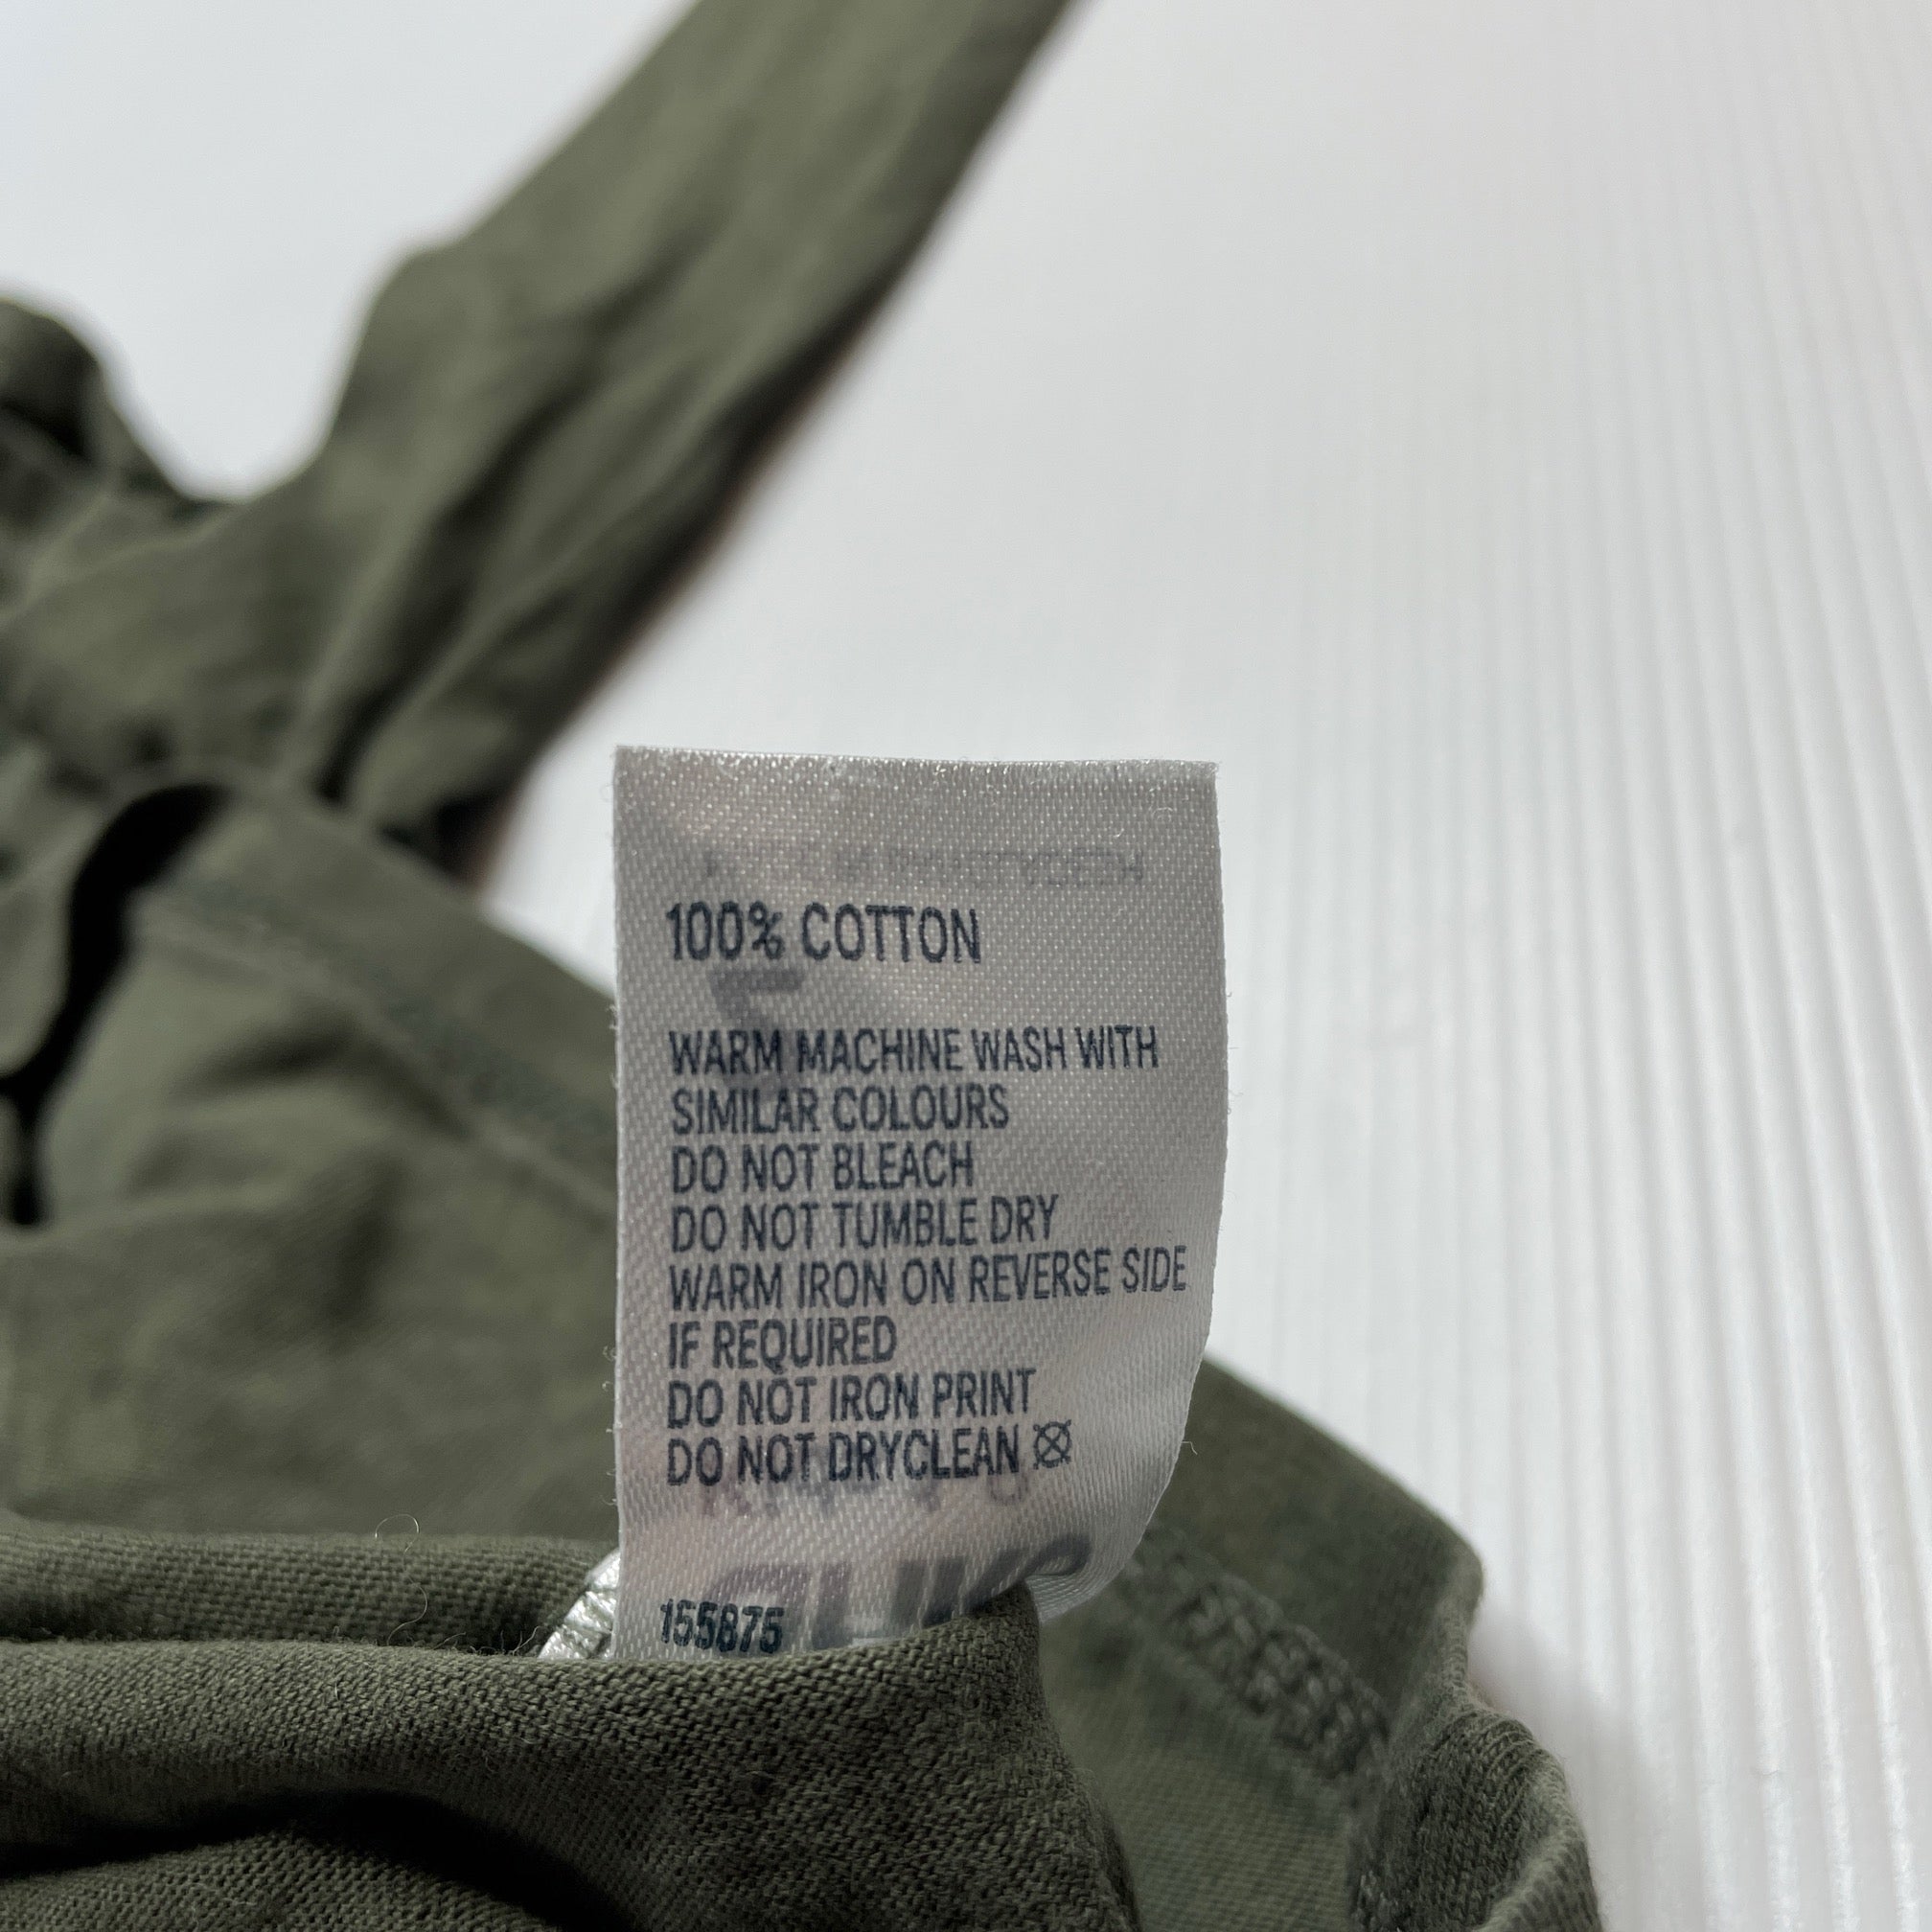 100% COTTON
WARM MACHINE WASH WITH
SIMILAR COLOURS
DO NOT BLEACH
DO NOT TUMBLE DRY
WARM IRON ON REVERSE SIDE
IF REQUIRED
DO NOT IRON PRINT
DO NOT DRYCLEAN
155875